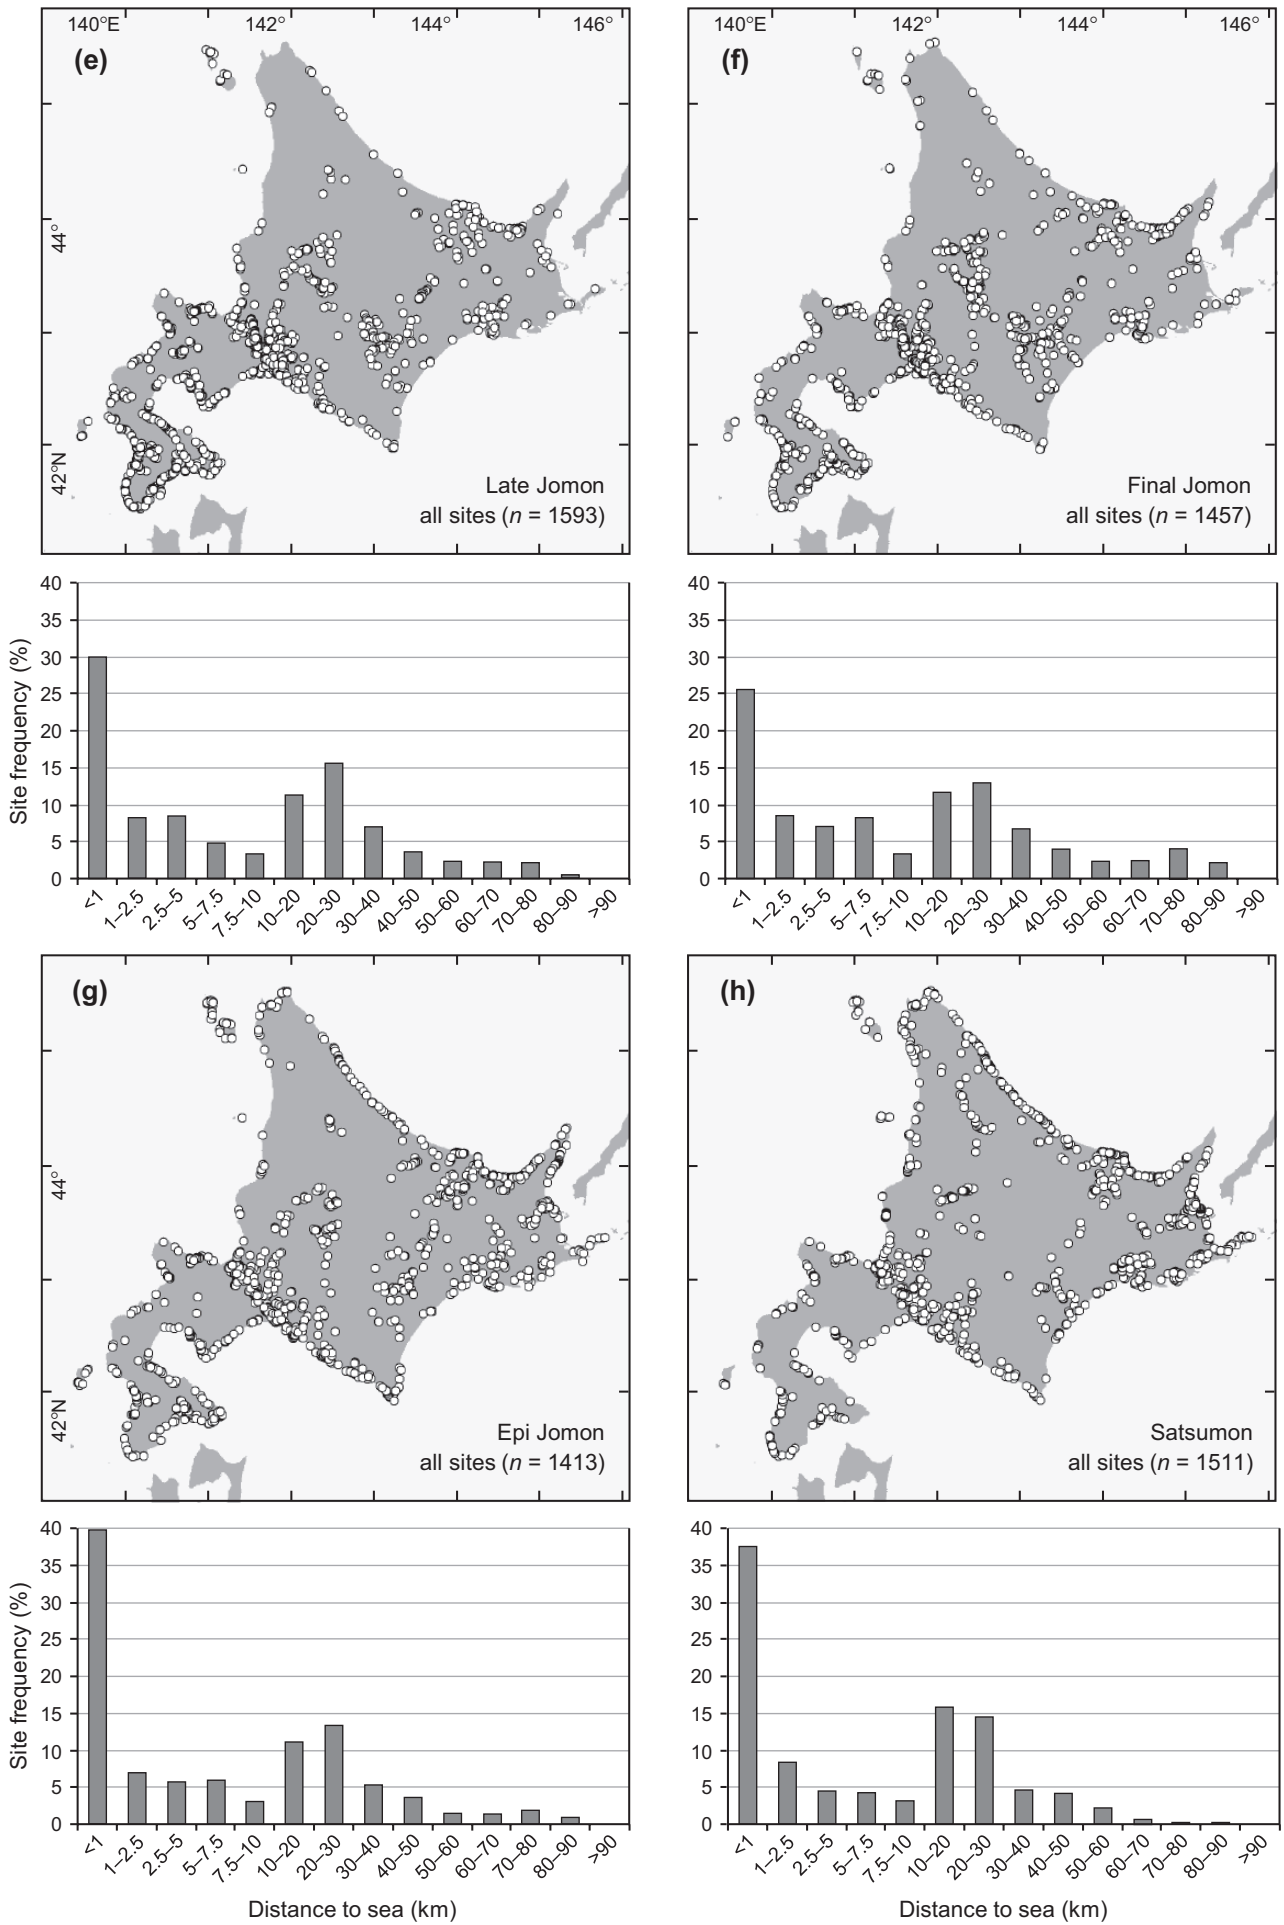 140°E 142° 144° 146°
(e)
44°
42°N
Late Jomon
all sites (n = 1593)
140°E 142° 144° 146°
(f)
Final Jomon
all sites (n = 1457)
Site frequency (%)
40
35
30
25
20
15
10
5
0
<1 1–2.5 2.5–5 5–7.5 7.5–10 10–20 20–30 30–40 40–50 50–60 60–70 70–80 80–90 >90
40
35
30
25
20
15
10
5
0
<1 1–2.5 2.5–5 5–7.5 7.5–10 10–20 20–30 30–40 40–50 50–60 60–70 70–80 80–90 >90
(g)
44°
42°N
Epi Jomon
all sites (n = 1413)
(h)
Satsumon
all sites (n = 1511)
Site frequency (%)
40
35
30
25
20
15
10
5
0
<1 1–2.5 2.5–5 5–7.5 7.5–10 10–20 20–30 30–40 40–50 50–60 60–70 70–80 80–90 >90
Distance to sea (km)
40
35
30
25
20
15
10
5
0
<1 1–2.5 2.5–5 5–7.5 7.5–10 10–20 20–30 30–40 40–50 50–60 60–70 70–80 80–90 >90
Distance to sea (km)